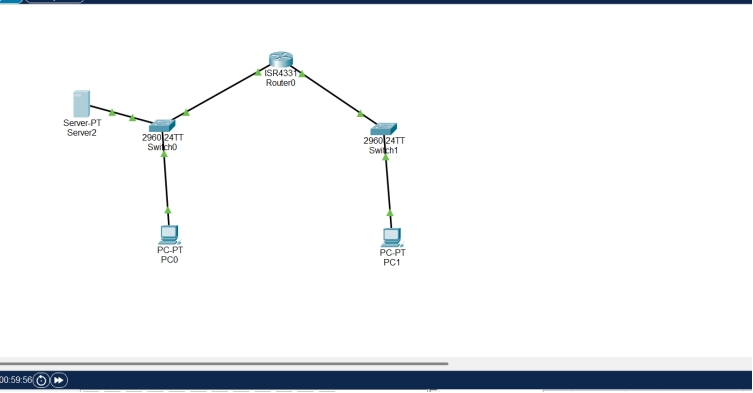 ISR4331
Router0
Server-PT
Server2
2960-24TT
Switch0
2960-24TT
Switch1
PC-PT
PC0
PC-PT
PC1
00:59:56